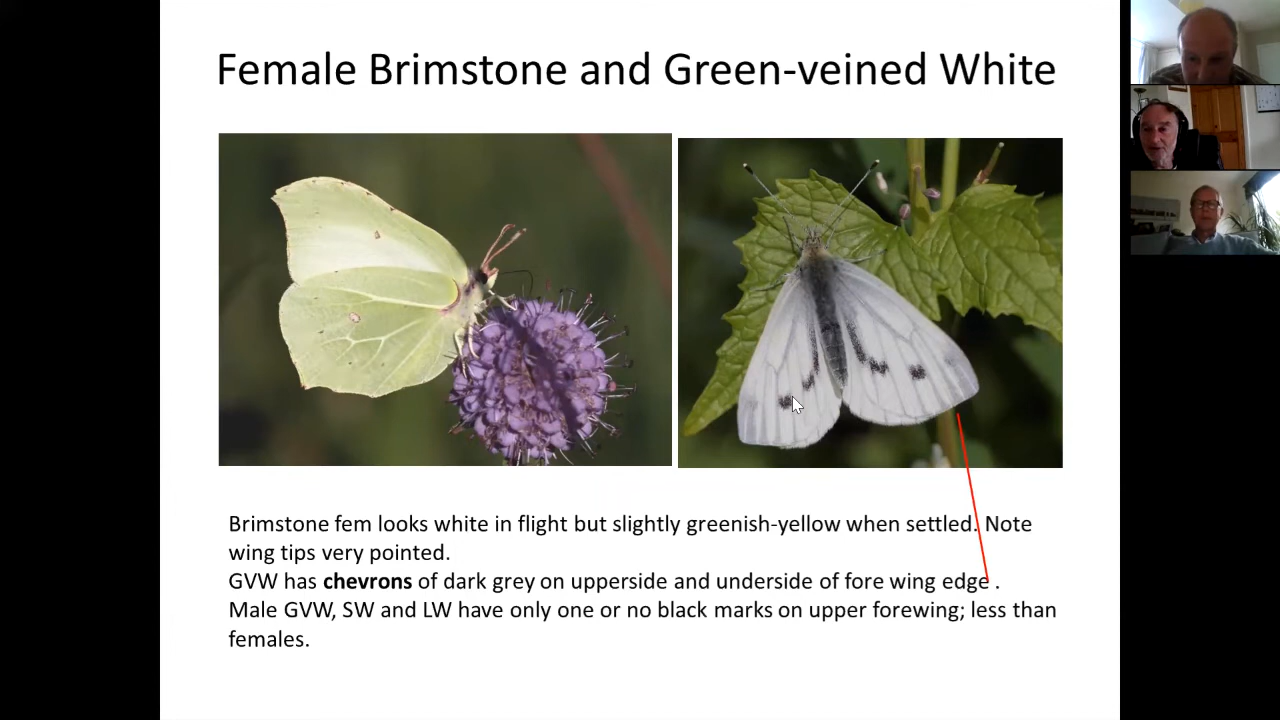 Female Brimstone and Green-veined White
Brimstone fem looks white in flight but slightly greenish-yellow when settled. Note
wing tips very pointed.
GVW has chevrons of dark grey on upperside and underside of fore wing edge .
Male GVW, SW and LW have only one or no black marks on upper forewing; less than
females.